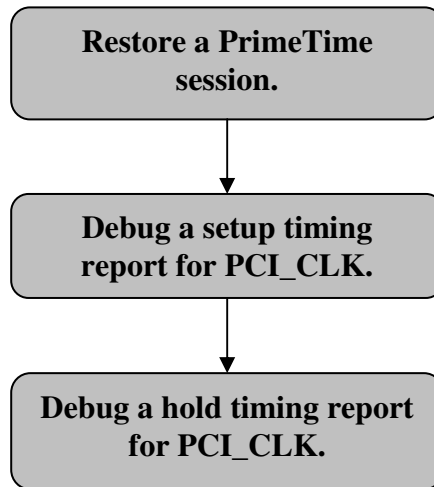 Restore a PrimeTime
session.
Debug a setup timing
report for PCI_CLK.
Debug a hold timing report
for PCI_CLK.